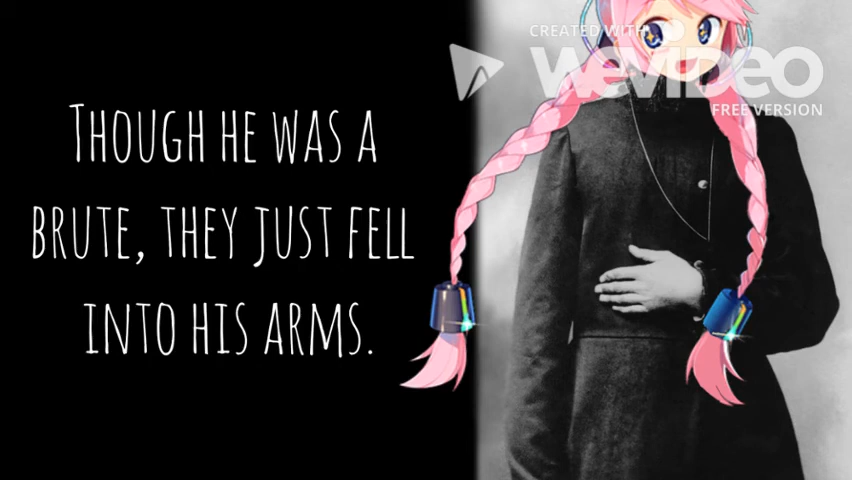 Though he was a
brute, they just fell
into his arms.
CREATED WITH
WeVideo
FREE VERSION